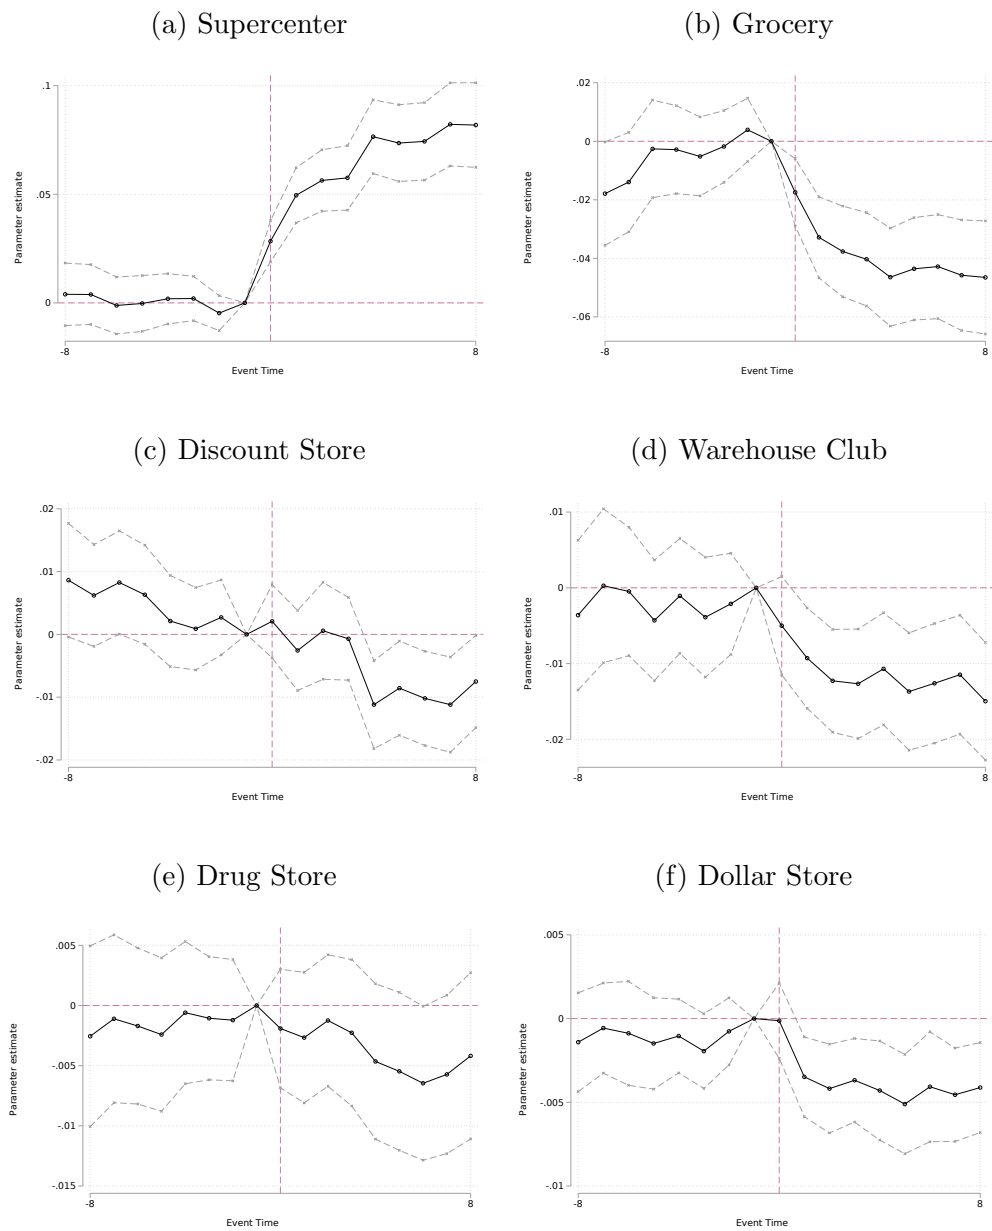 (a) Supercenter
.1
.05
0
Parameter estimate
-8
8
Event Time
(b) Grocery
.02
0
-.02
-.04
-.06
Parameter estimate
-8
8
Event Time
(c) Discount Store
.02
.01
0
-.01
-.02
Parameter estimate
-8
8
Event Time
(d) Warehouse Club
.01
0
-.01
-.02
Parameter estimate
-8
8
Event Time
(e) Drug Store
.005
0
-.005
-.01
-.015
Parameter estimate
-8
8
Event Time
(f) Dollar Store
.005
0
-.005
-.01
Parameter estimate
-8
8
Event Time